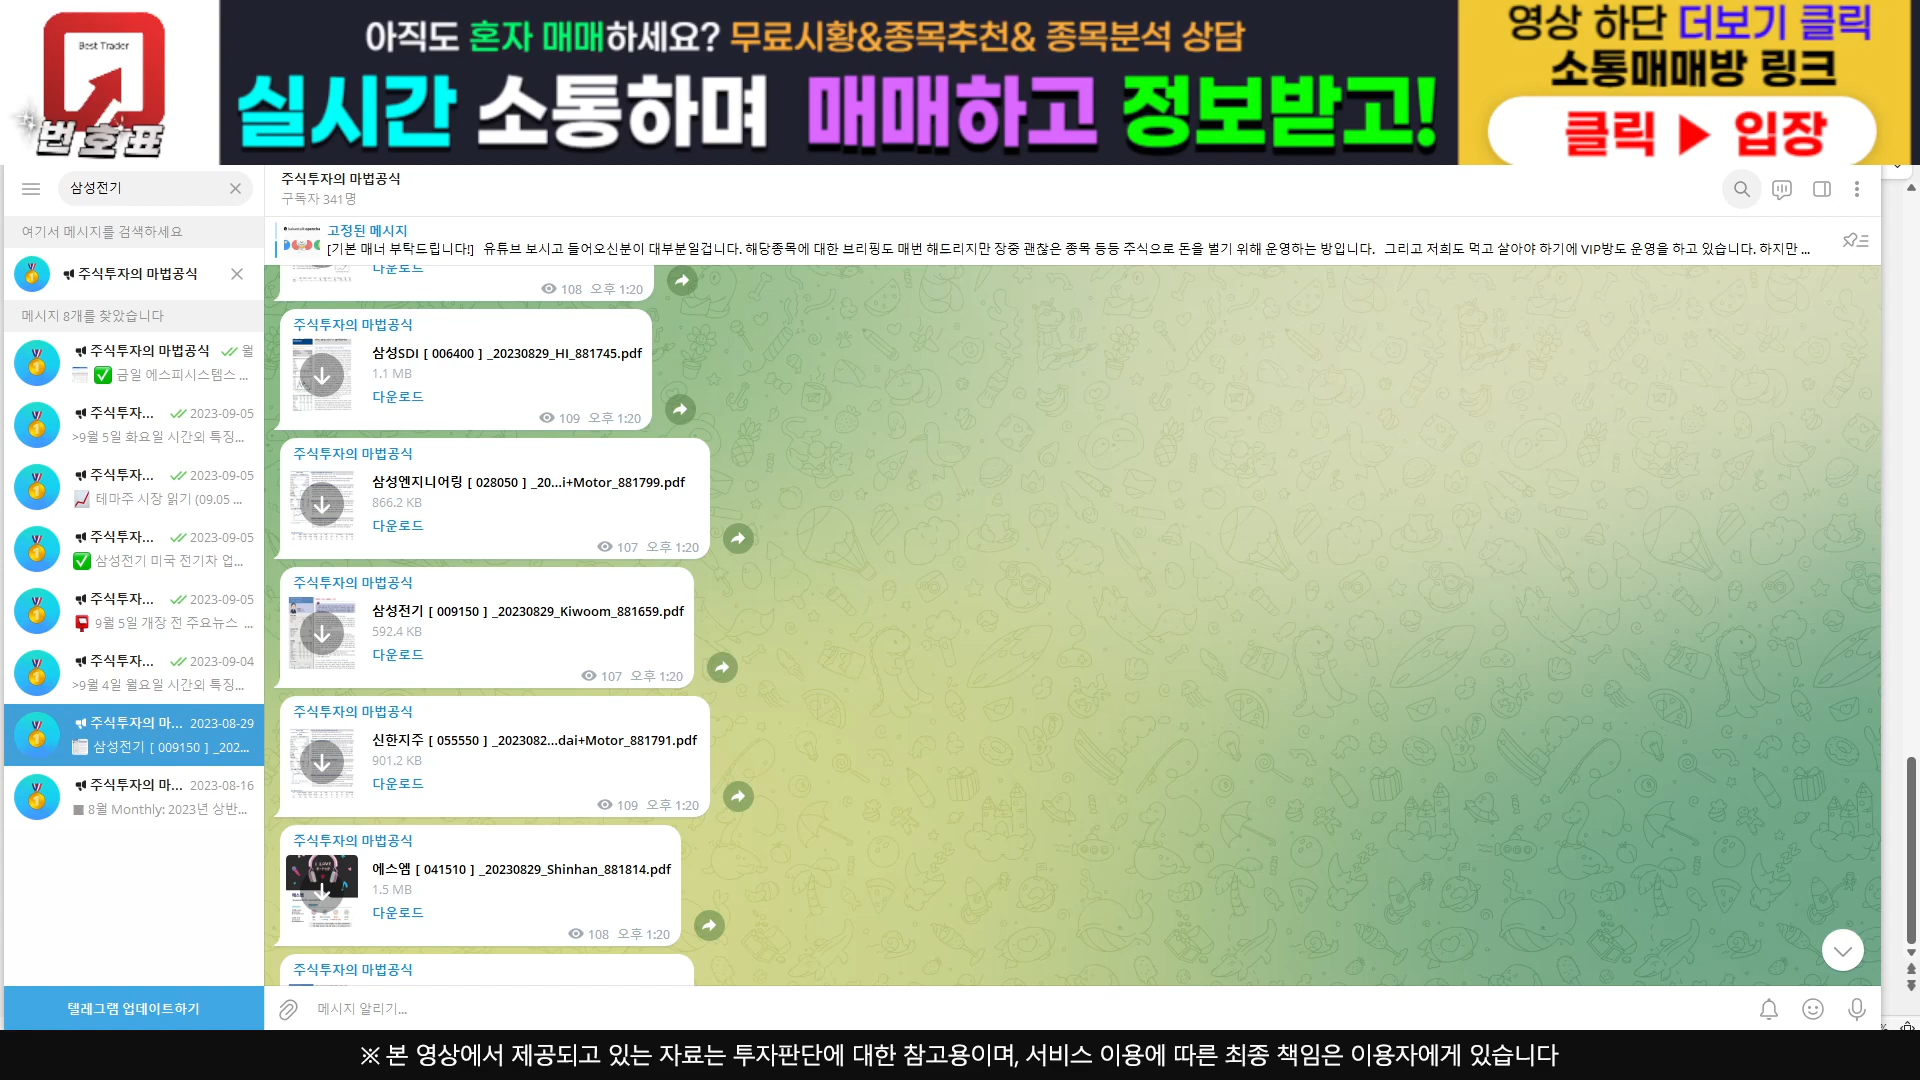 Best Trader
번호표
아직도 혼자 매매하세요? 무료시황&종목추천& 종목분석 상담
실시간 소통하며 매매하고 정보받고!
영상 하단 더보기 클릭
소통매매방 링크
클릭 ▶ 입장
삼성전기
여기서 메시지를 검색하세요
주식투자의 마법공식
메시지 8개를 찾았습니다
주식투자의 마법공식 월
✅ 금일 에스피시스템스 ...
주식투자... 2023-09-05
>9월 5일 화요일 시간외 특징...
주식투자... 2023-09-05
테마주 시장 읽기 (09.05 ...
주식투자... 2023-09-05
✅ 삼성전기 미국 전기차 업...
주식투자... 2023-09-05
9월 5일 개장 전 주요뉴스 ...
주식투자... 2023-09-04
>9월 4일 월요일 시간외 특징...
주식투자의 마... 2023-08-29
삼성전기 [ 009150 ] _202...
주식투자의 마... 2023-08-16
■ 8월 Monthly: 2023년 상반...
텔레그램 업데이트하기
주식투자의 마법공식
구독자 341명
고정된 메시지
[기본 매너 부탁드립니다!] 유튜브 보시고 들어오신분이 대부분일겁니다. 해당종목에 대한 브리핑도 매번 해드리지만 장중 괜찮은 종목 등등 주식으로 돈을 벌기 위해 운영하는 방입니다. 그리고 저희도 먹고 살아야 하기에 VIP방도 운영을 하고 있습니다. 하지만 ...
다운로드
108 오후 1:20
주식투자의 마법공식
삼성SDI [ 006400 ] _20230829_HI_881745.pdf
1.1 MB
다운로드
109 오후 1:20
주식투자의 마법공식
삼성엔지니어링 [ 028050 ] _20...i+Motor_881799.pdf
866.2 KB
다운로드
107 오후 1:20
주식투자의 마법공식
삼성전기 [ 009150 ] _20230829_Kiwoom_881659.pdf
592.4 KB
다운로드
107 오후 1:20
주식투자의 마법공식
신한지주 [ 055550 ] _2023082...dai+Motor_881791.pdf
901.2 KB
다운로드
109 오후 1:20
주식투자의 마법공식
에스엠 [ 041510 ] _20230829_Shinhan_881814.pdf
1.5 MB
다운로드
108 오후 1:20
주식투자의 마법공식
메시지 알리기...
※ 본 영상에서 제공되고 있는 자료는 투자판단에 대한 참고용이며, 서비스 이용에 따른 최종 책임은 이용자에게 있습니다